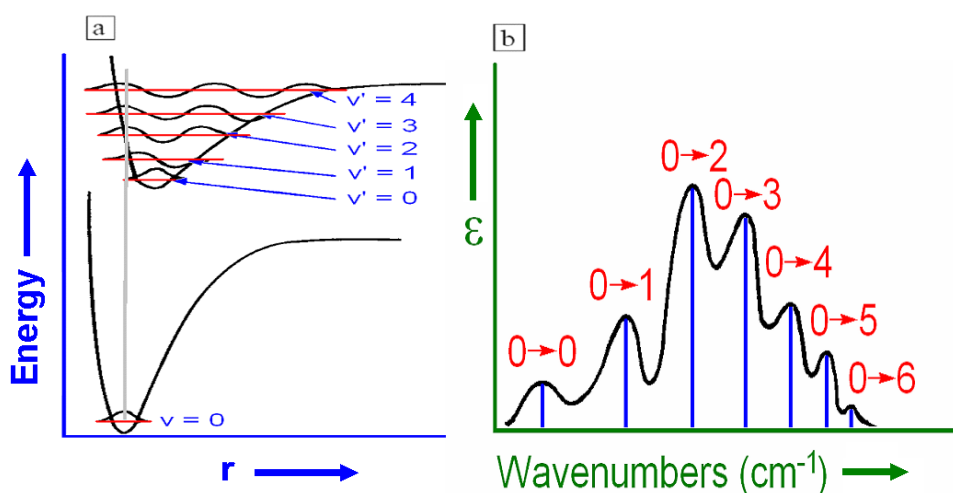 a
v' = 4
v' = 3
v' = 2
v' = 1
v' = 0
v = 0
Energy
r
b
ε
0→0
0→1
0→2
0→3
0→4
0→5
0→6
Wavenumbers (cm⁻¹)